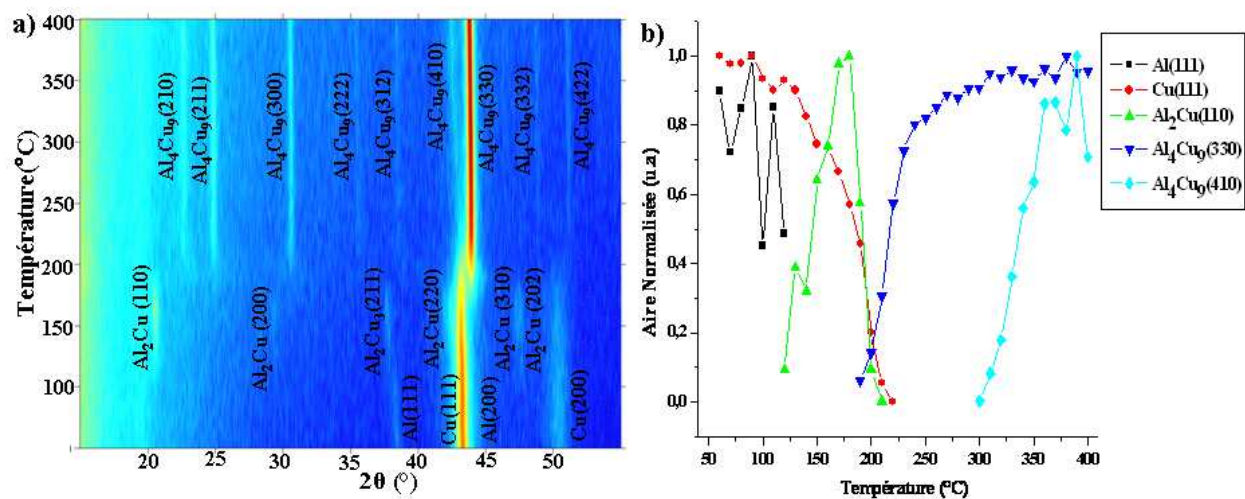 a)
400
350
300
250
200
150
100
Température(°C)
20
25
30
35
40
45
50
2θ (°)
Al₄Cu₉(210)
Al₄Cu₉(211)
Al₄Cu₉(300)
Al₄Cu₉(222)
Al₄Cu₉(312)
Al₄Cu₉(410)
Al₄Cu₉(330)
Al₄Cu₉(332)
Al₄Cu₉(422)
Al₂Cu (110)
Al₂Cu (200)
Al₂Cu₃(211)
Al₂Cu(220)
Al₂Cu (310)
Al₂Cu (202)
Al(111)
Cu(111)
Al(200)
Cu(200)
b)
1,0
0,8
0,6
0,4
0,2
0,0
Aire Normalisée (u.a)
50
100
150
200
250
300
350
400
Température (°C)
Al(111)
Cu(111)
Al₂Cu(110)
Al₄Cu₉(330)
Al₄Cu₉(410)